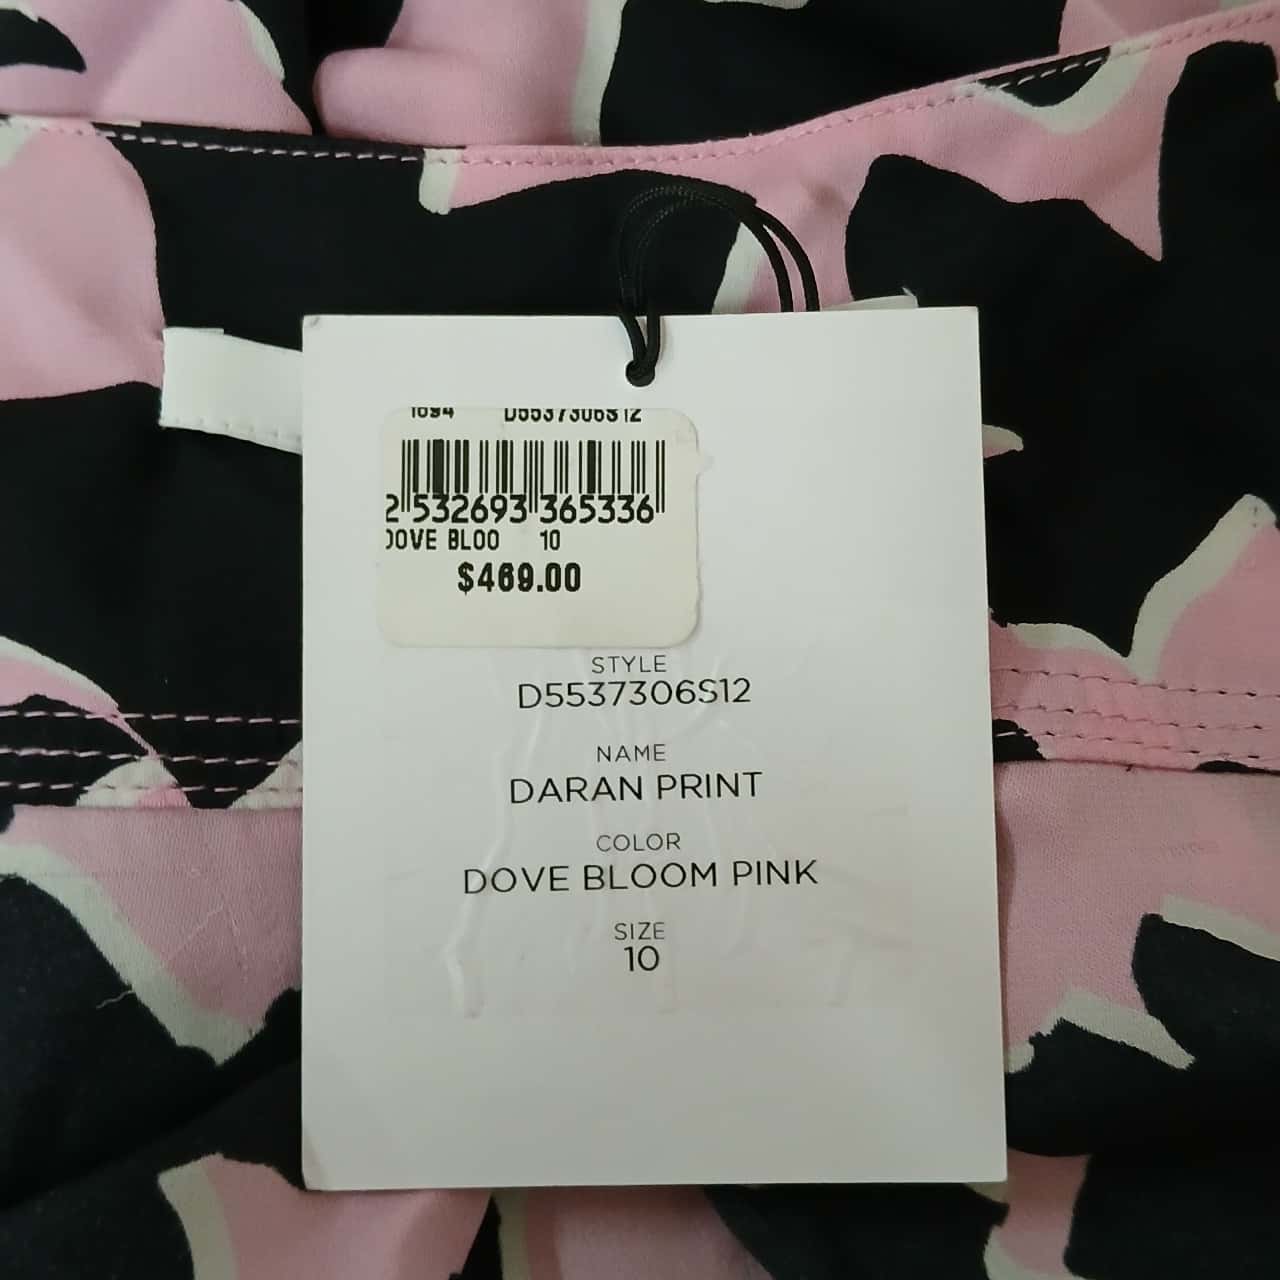 1694 D5537306S12
2 532693 365336
DOVE BLOO 10
$469.00
STYLE
D5537306S12
NAME
DARAN PRINT
COLOR
DOVE BLOOM PINK
SIZE
10